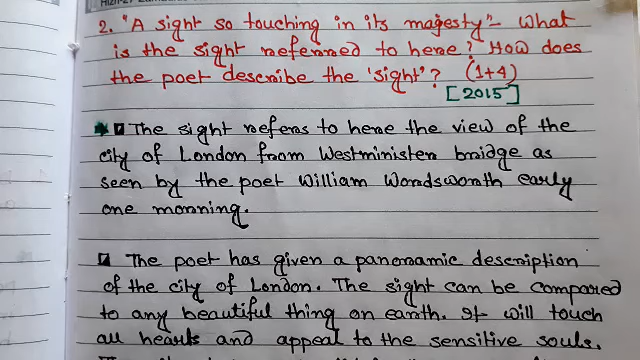 2. "A sight so touching in its majesty" - What
is the sight referred to here? How does
the poet describe the 'sight'? (1+4)
[2015]
The sight refers to here the view of the
city of London from Westminister bridge as
seen by the poet William Wordsworth early
one morning.
The poet has given a panoramic description
of the city of London. The sight can be compared
to any beautiful thing on earth. It will touch
all hearts and appeal to the sensitive souls.